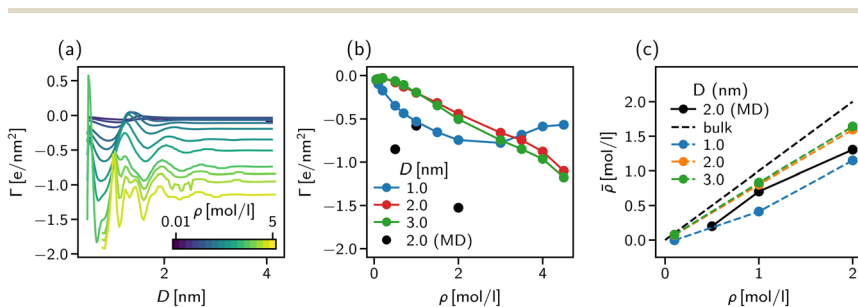 (a)
0.5
0.0
−0.5
−1.0
−1.5
−2.0
Γ [e/nm²]
ρ [mol/l]
0.01 5
2 4
D [nm]
(b)
0.0
−0.5
−1.0
−1.5
−2.0
Γ [e/nm²]
D [nm]
1.0
2.0
3.0
2.0 (MD)
0 1 2 3 4
ρ [mol/l]
(c)
2.0
1.5
1.0
0.5
0.0
ρ̄ [mol/l]
D (nm)
2.0 (MD)
bulk
1.0
2.0
3.0
0 1 2
ρ [mol/l]